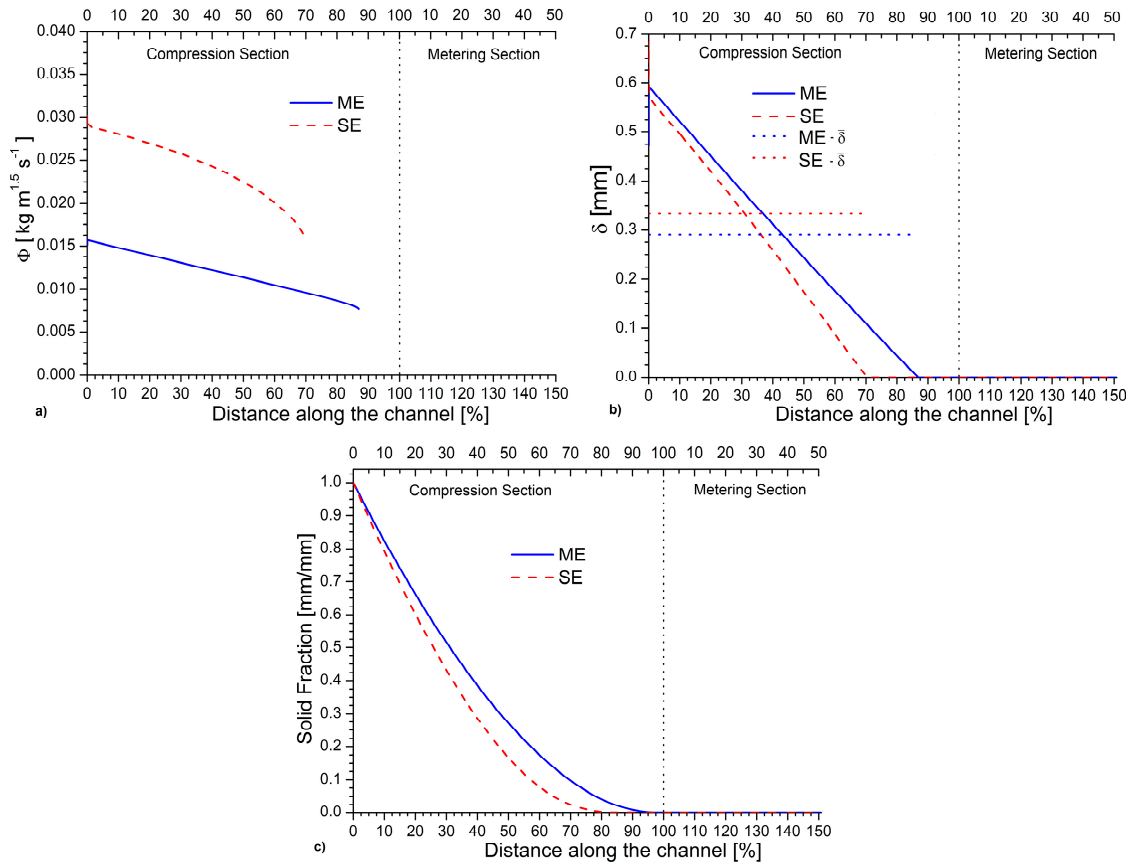 0 10 20 30 40 50 60 70 80 90 100 10 20 30 40 50
0.040
0.035
0.030
0.025
0.020
0.015
0.010
0.005
0.000
Φ [ kg m^1.5 s^-1 ]
Compression Section
Metering Section
ME
SE
0 10 20 30 40 50 60 70 80 90 100 110 120 130 140 150
a)
Distance along the channel [%]
0 10 20 30 40 50 60 70 80 90 100 10 20 30 40 50
0.7
0.6
0.5
0.4
0.3
0.2
0.1
0.0
δ [mm]
Compression Section
Metering Section
ME
SE
ME - δ̄
SE - δ̄
0 10 20 30 40 50 60 70 80 90 100 110 120 130 140 150
b)
Distance along the channel [%]
0 10 20 30 40 50 60 70 80 90 100 10 20 30 40 50
1.0
0.9
0.8
0.7
0.6
0.5
0.4
0.3
0.2
0.1
0.0
Solid Fraction [mm/mm]
Compression Section
Metering Section
ME
SE
0 10 20 30 40 50 60 70 80 90 100 110 120 130 140 150
c)
Distance along the channel [%]